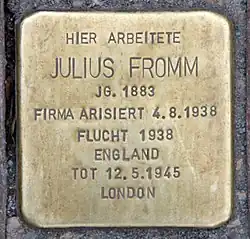 HIER ARBEITETE
JULIUS FROMM
JG. 1883
FIRMA ARISIERT 4.8.1938
FLUCHT 1938
ENGLAND
TOT 12.5.1945
LONDON